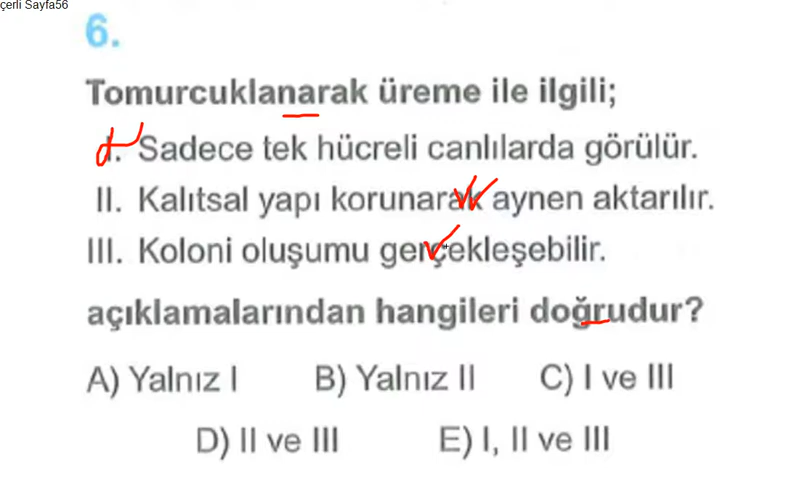 çerli Sayfa56
6.
Tomurcuklanarak üreme ile ilgili;
I. Sadece tek hücreli canlılarda görülür.
II. Kalıtsal yapı korunarak aynen aktarılır.
III. Koloni oluşumu gerçekleşebilir.
açıklamalarından hangileri doğrudur?
A) Yalnız I B) Yalnız II C) I ve III
D) II ve III E) I, II ve III